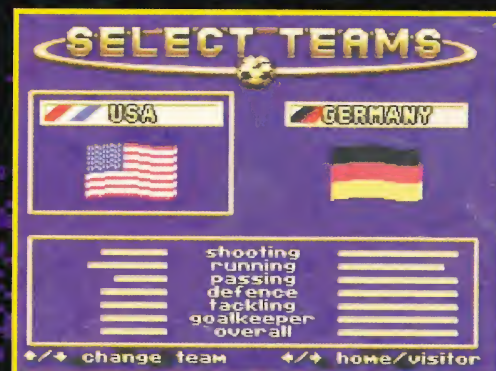 SELECT TEAMS
USA GERMANY
shooting
running
passing
defence
tackling
goalkeeper
overall
↑/↓ change team ←/→ home/visitor